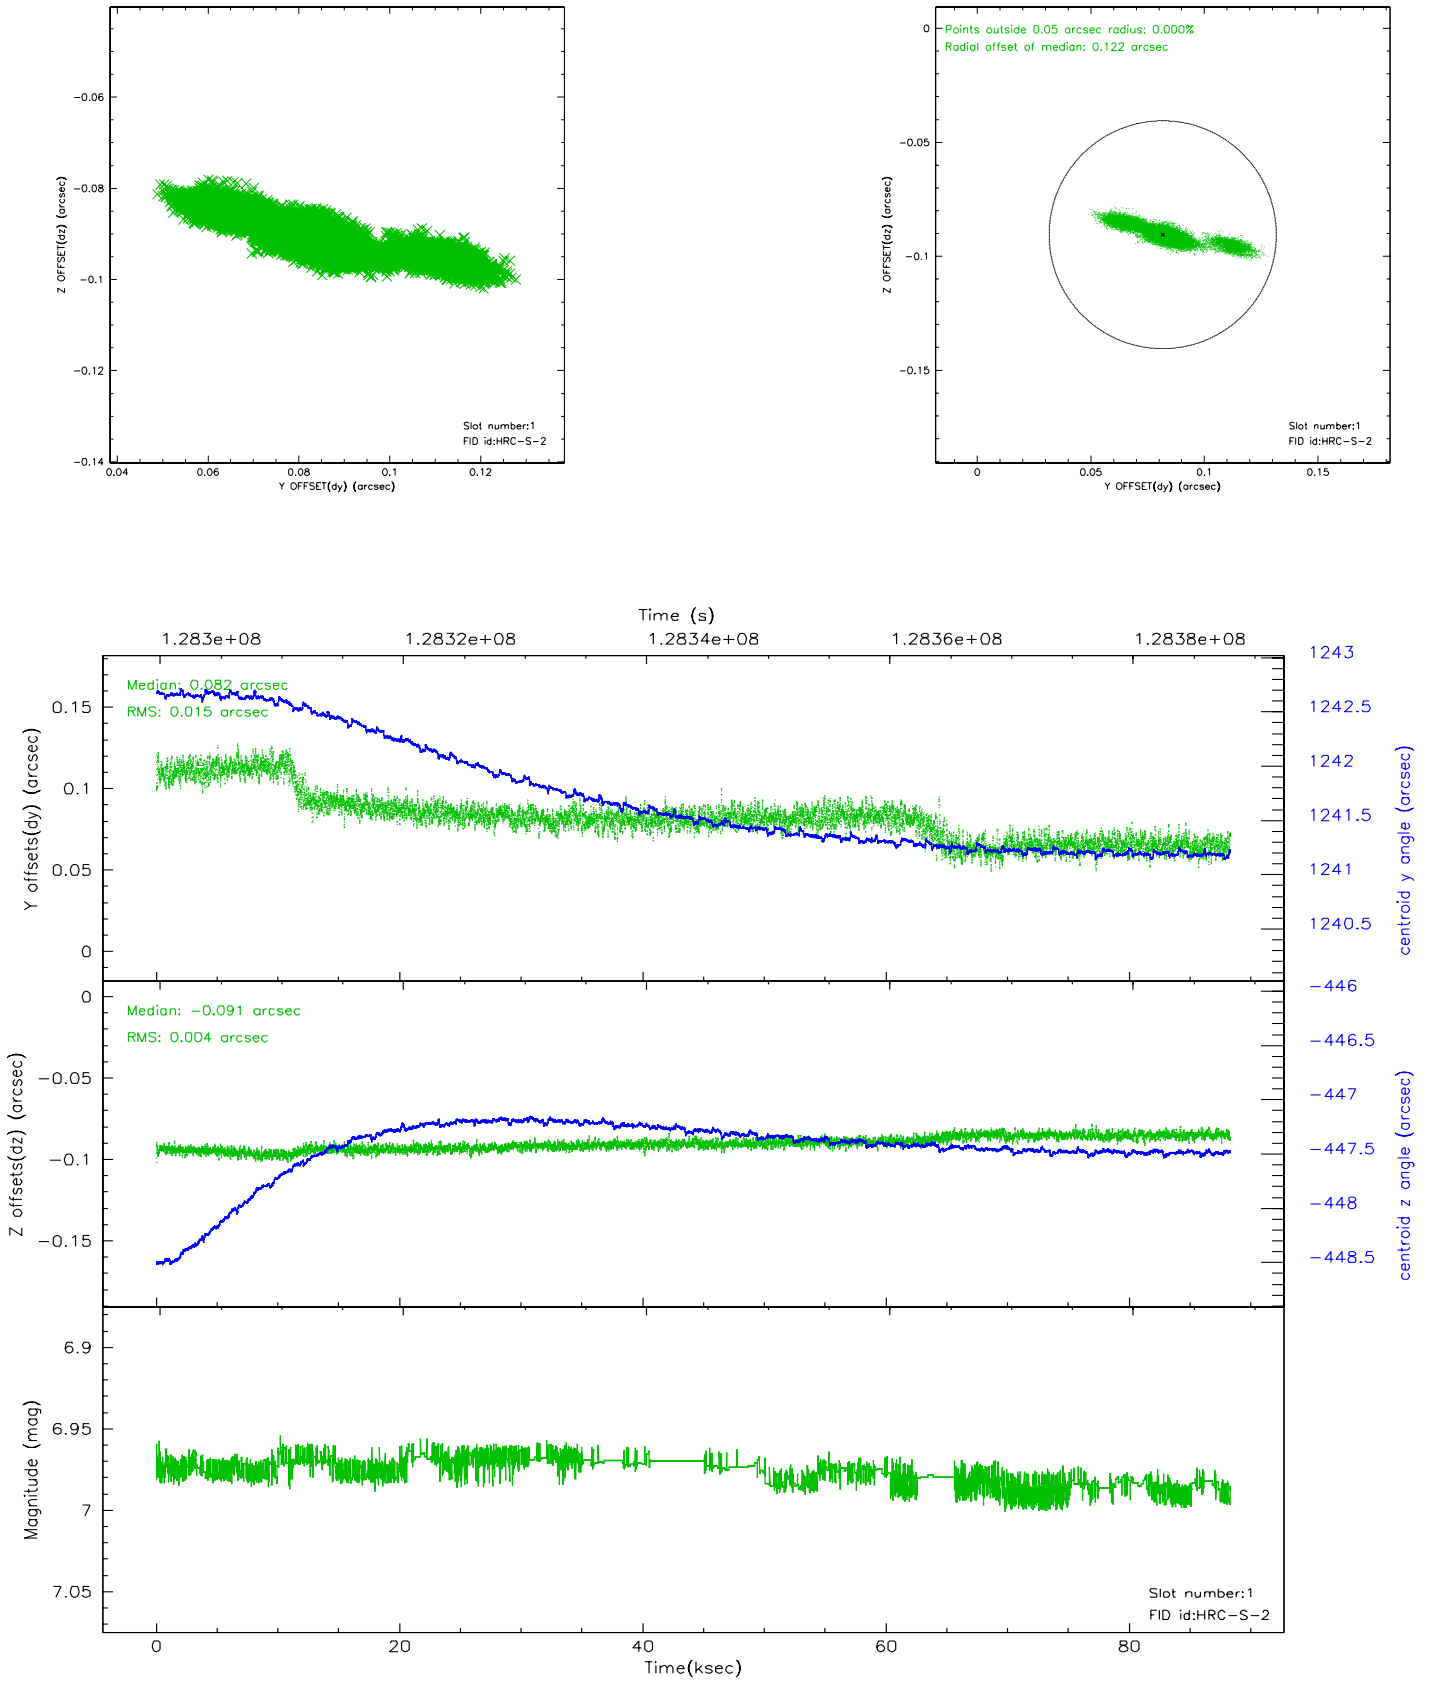 −0.06
−0.08
−0.1
−0.12
−0.14
Z OFFSET(dz) (arcsec)
Slot number:1
FID id:HRC−S−2
0.04 0.06 0.08 0.1 0.12
Y OFFSET(dy) (arcsec)
Points outside 0.05 arcsec radius: 0.000%
Radial offset of median: 0.122 arcsec
0
−0.05
−0.1
−0.15
Z OFFSET(dz) (arcsec)
Slot number:1
FID id:HRC−S−2
0 0.05 0.1 0.15
Y OFFSET(dy) (arcsec)
Time (s)
1.283e+08 1.2832e+08 1.2834e+08 1.2836e+08 1.2838e+08
Median: 0.082 arcsec
RMS: 0.015 arcsec
0.15
0.1
0.05
0
Y offsets(dy) (arcsec)
1243
1242.5
1242
1241.5
1241
1240.5
centroid y angle (arcsec)
Median: −0.091 arcsec
RMS: 0.004 arcsec
0
−0.05
−0.1
−0.15
Z offsets(dz) (arcsec)
−446
−446.5
−447
−447.5
−448
−448.5
centroid z angle (arcsec)
6.9
6.95
7
7.05
Magnitude (mag)
Slot number:1
FID id:HRC−S−2
0 20 40 60 80
Time(ksec)